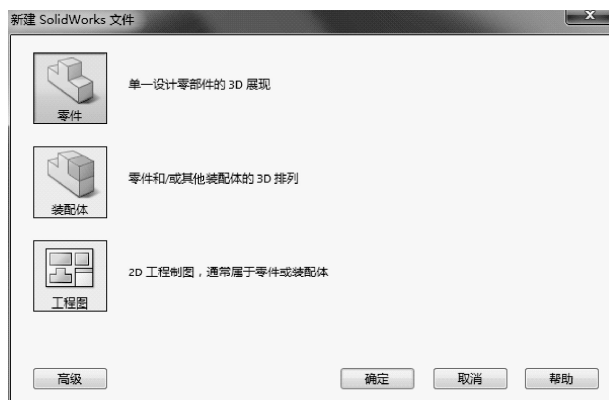 新建 SolidWorks 文件
单一设计零部件的 3D 展现
零件
零件和/或其他装配体的 3D 排列
装配体
2D 工程制图，通常属于零件或装配体
工程图
高级 确定 取消 帮助